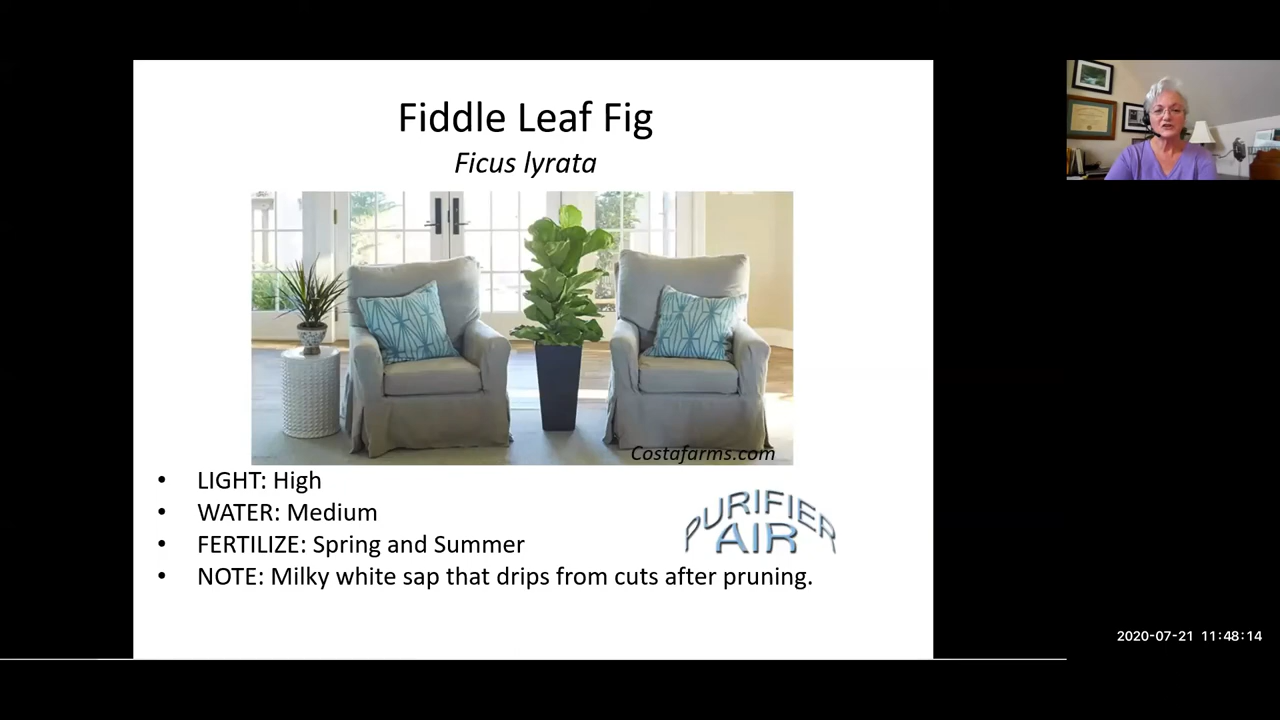 Fiddle Leaf Fig
Ficus lyrata
Costafarms.com
• LIGHT: High
• WATER: Medium
• FERTILIZE: Spring and Summer
• NOTE: Milky white sap that drips from cuts after pruning.
PURIFIER
AIR
2020-07-21 11:48:14